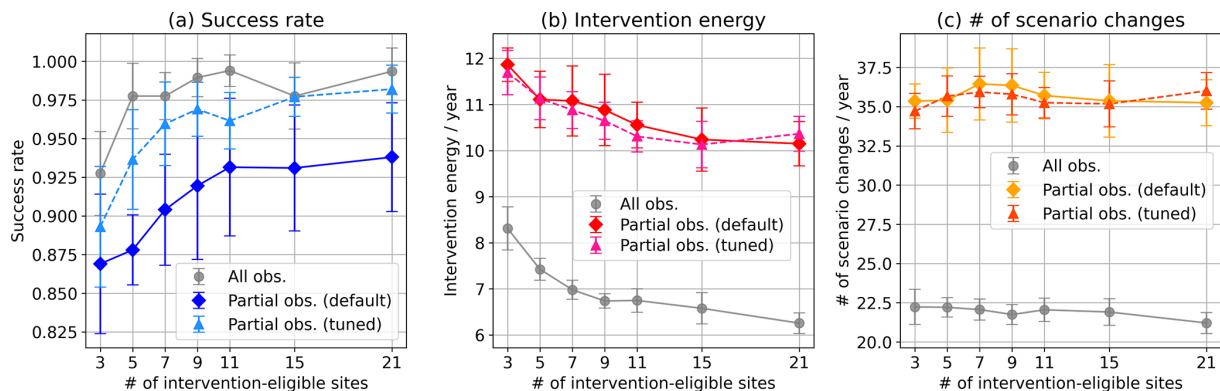 (a) Success rate
Success rate
1.000
0.975
0.950
0.925
0.900
0.875
0.850
0.825
All obs.
Partial obs. (default)
Partial obs. (tuned)
3 5 7 9 11 15 21
# of intervention-eligible sites
(b) Intervention energy
Intervention energy / year
12
11
10
9
8
7
6
All obs.
Partial obs. (default)
Partial obs. (tuned)
3 5 7 9 11 15 21
# of intervention-eligible sites
(c) # of scenario changes
# of scenario changes / year
37.5
35.0
32.5
30.0
27.5
25.0
22.5
20.0
All obs.
Partial obs. (default)
Partial obs. (tuned)
3 5 7 9 11 15 21
# of intervention-eligible sites